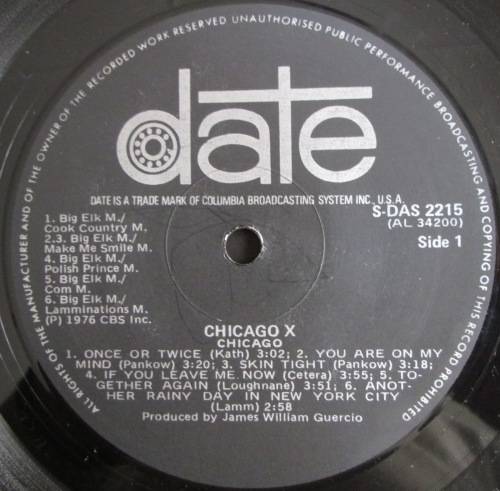 ALL RIGHTS OF THE MANUFACTURER AND OF THE OWNER OF THE RECORDED WORK RESERVED UNAUTHORISED PUBLIC PERFORMANCE BROADCASTING AND COPYING OF THIS RECORD PROHIBITED
date
DATE IS A TRADE MARK OF COLUMBIA BROADCASTING SYSTEM INC., U.S.A.
S-DAS 2215
(AL 34200)
Side 1
1. Big Elk M./
Cook Country M.
2.3. Big Elk M./
Make Me Smile M.
4. Big Elk M./
Polish Prince M.
5. Big Elk M./
Com M.
6. Big Elk M./
Lamminations M.
(P) 1976 CBS Inc.
CHICAGO X
CHICAGO
1. ONCE OR TWICE (Kath) 3:02; 2. YOU ARE ON MY
MIND (Pankow) 3:20; 3. SKIN TIGHT (Pankow) 3:18;
4. IF YOU LEAVE ME NOW (Cetera) 3:55; 5. TO-
GETHER AGAIN (Loughnane) 3:51; 6. ANOT-
HER RAINY DAY IN NEW YORK CITY
(Lamm) 2:58
Produced by James William Guercio